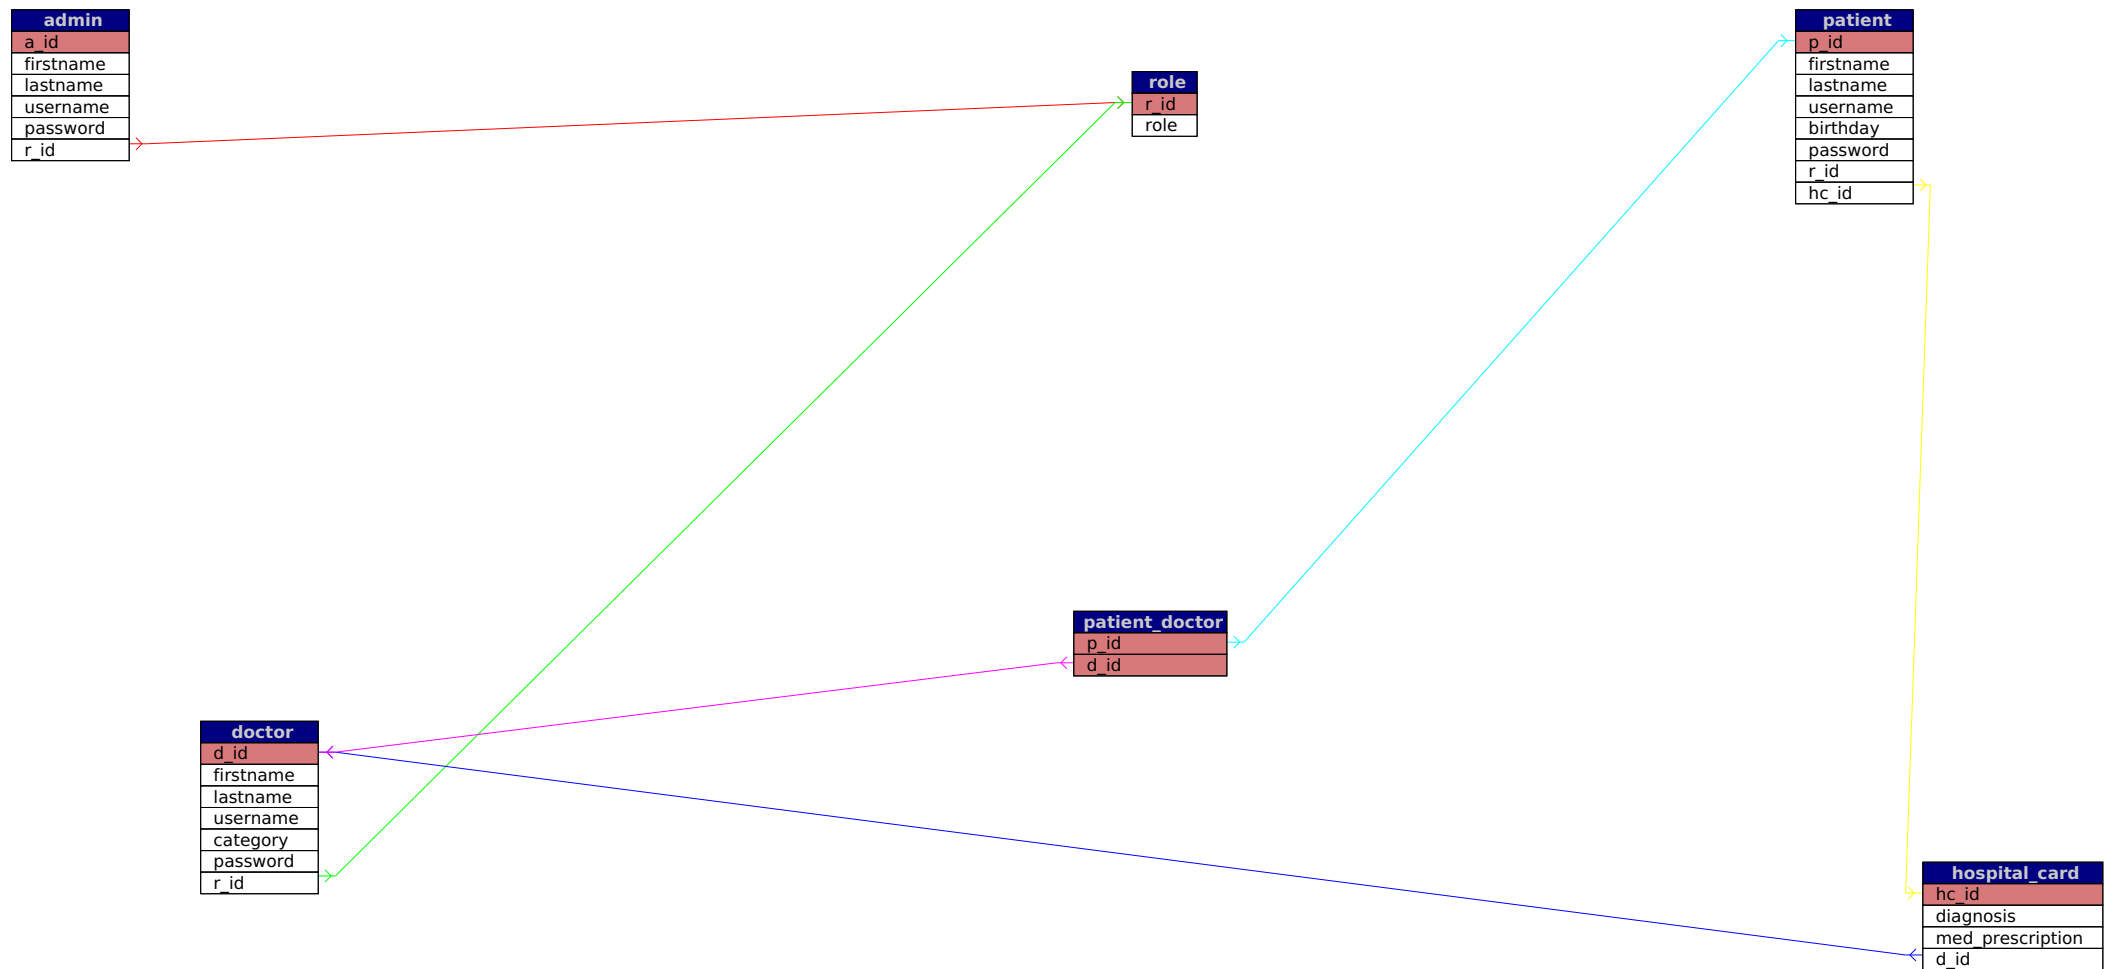 admin
a_id
firstname
lastname
username
password
r_id
role
r_id
role
patient
p_id
firstname
lastname
username
birthday
password
r_id
hc_id
patient_doctor
p_id
d_id
doctor
d_id
firstname
lastname
username
category
password
r_id
hospital_card
hc_id
diagnosis
med_prescription
d_id